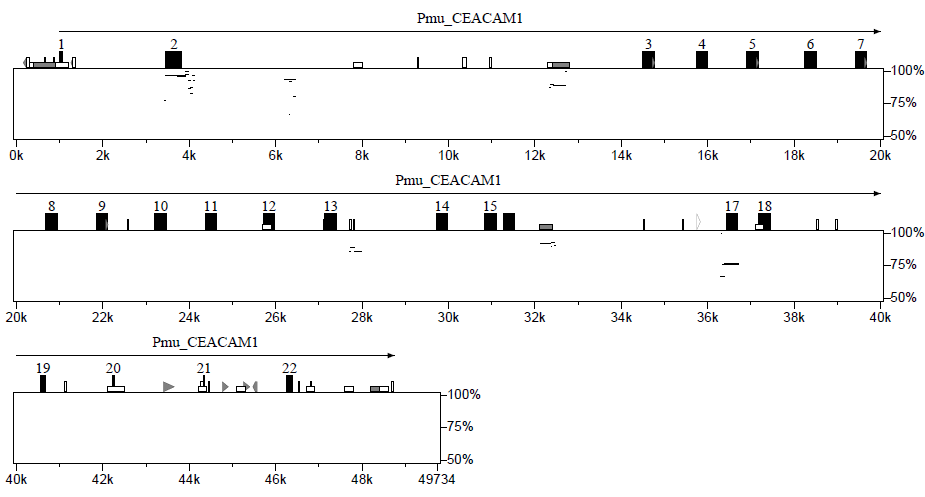 Pmu_CEACAM1
1 2 3 4 5 6 7
100%
75%
50%
0k 2k 4k 6k 8k 10k 12k 14k 16k 18k 20k
Pmu_CEACAM1
8 9 10 11 12 13 14 15 17 18
100%
75%
50%
20k 22k 24k 26k 28k 30k 32k 34k 36k 38k 40k
Pmu_CEACAM1
19 20 21 22
100%
75%
50%
40k 42k 44k 46k 48k 49734